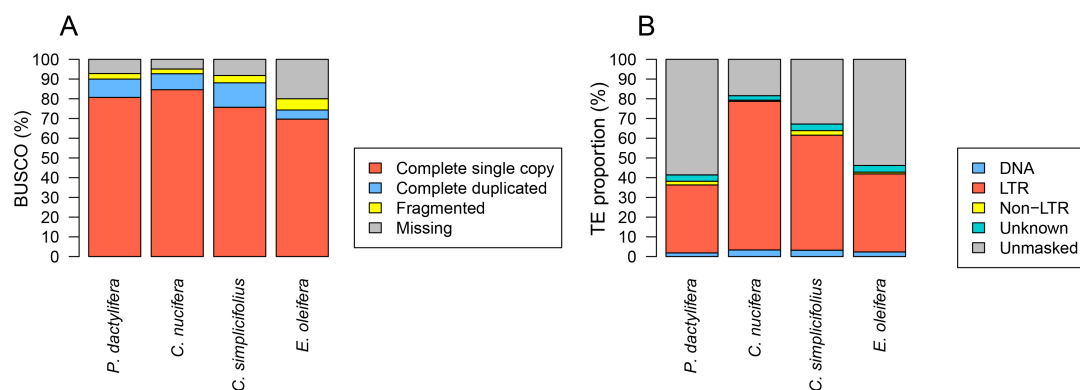 A
BUSCO (%)
100
90
80
70
60
50
40
30
20
10
0
P. dactylifera
C. nucifera
C. simplicifolius
E. oleifera
Complete single copy
Complete duplicated
Fragmented
Missing
B
TE proportion (%)
100
90
80
70
60
50
40
30
20
10
0
P. dactylifera
C. nucifera
C. simplicifolius
E. oleifera
DNA
LTR
Non−LTR
Unknown
Unmasked